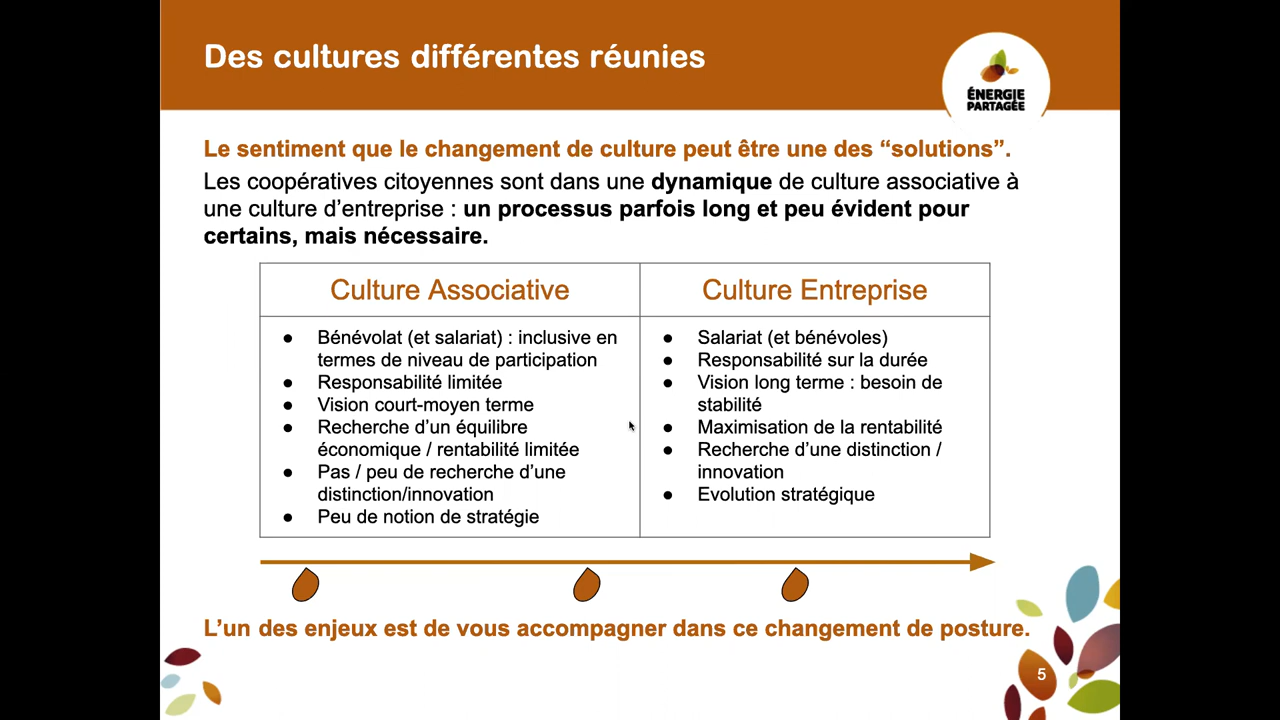 Des cultures différentes réunies
ÉNERGIE
PARTAGÉE
Le sentiment que le changement de culture peut être une des “solutions”.
Les coopératives citoyennes sont dans une dynamique de culture associative à
une culture d’entreprise : un processus parfois long et peu évident pour
certains, mais nécessaire.
Culture Associative
● Bénévolat (et salariat) : inclusive en
termes de niveau de participation
● Responsabilité limitée
● Vision court-moyen terme
● Recherche d’un équilibre
économique / rentabilité limitée
● Pas / peu de recherche d’une
distinction/innovation
● Peu de notion de stratégie
Culture Entreprise
● Salariat (et bénévoles)
● Responsabilité sur la durée
● Vision long terme : besoin de
stabilité
● Maximisation de la rentabilité
● Recherche d’une distinction /
innovation
● Evolution stratégique
L’un des enjeux est de vous accompagner dans ce changement de posture.
5